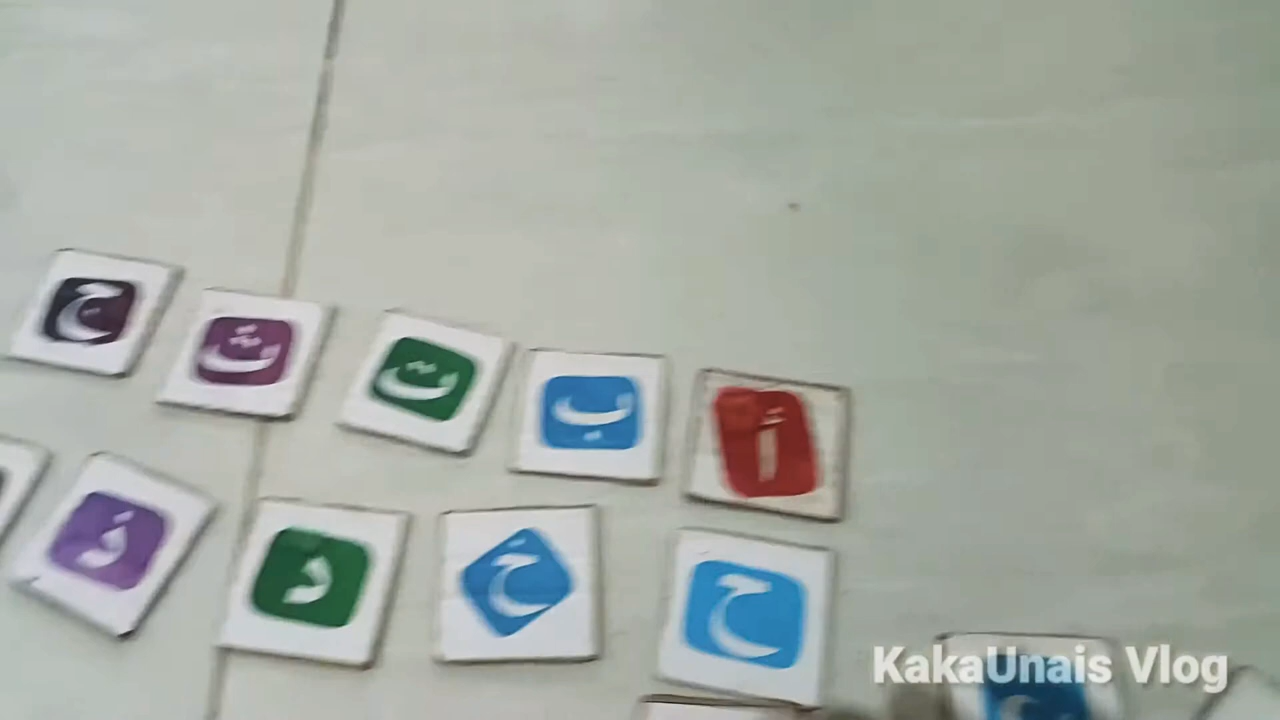 أَ ب ت ث ج
ح خَ دَ ذَ
KakaUnais Vlog